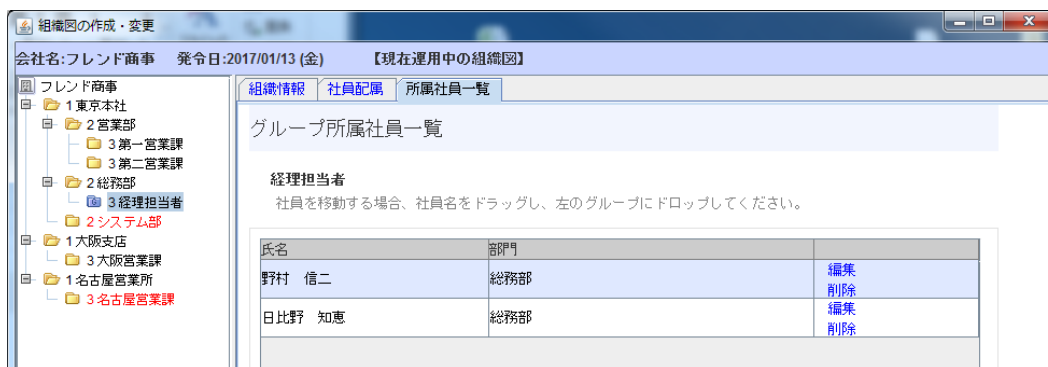 組織図の作成・変更
会社名:フレンド商事 発令日:2017/01/13 (金) 【現在運用中の組織図】
フレンド商事
1 東京本社
2 営業部
3 第一営業課
3 第二営業課
2 総務部
3 経理担当者
2 システム部
1 大阪支店
3 大阪営業課
1 名古屋営業所
3 名古屋営業課
組織情報 社員配属 所属社員一覧
グループ所属社員一覧
経理担当者
社員を移動する場合、社員名をドラッグし、左のグループにドロップしてください。
氏名 部門
野村 信二 総務部 編集
削除
日比野 知恵 総務部 編集
削除